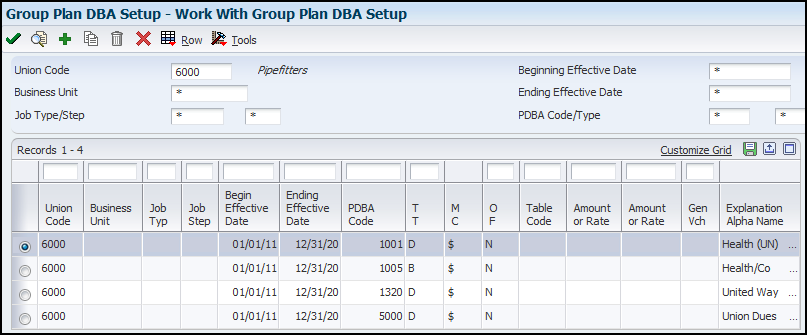 Group Plan DBA Setup - Work With Group Plan DBA Setup
Row Tools
Union Code 6000 Pipefitters Beginning Effective Date *
Business Unit * Ending Effective Date *
Job Type/Step * * PDBA Code/Type * *
Records 1 - 4 Customize Grid
Union Code Business Unit Job Typ Job Step Begin Effective Date Ending Effective Date PDBA Code T T M C O F Table Code Amount or Rate Amount or Rate Gen Vch Explanation Alpha Name
6000 01/01/11 12/31/20 1001 D $ N Health (UN) ...
6000 01/01/11 12/31/20 1005 B $ N Health/Co ...
6000 01/01/11 12/31/20 1320 D $ N United Way ...
6000 01/01/11 12/31/20 5000 D $ N Union Dues ...